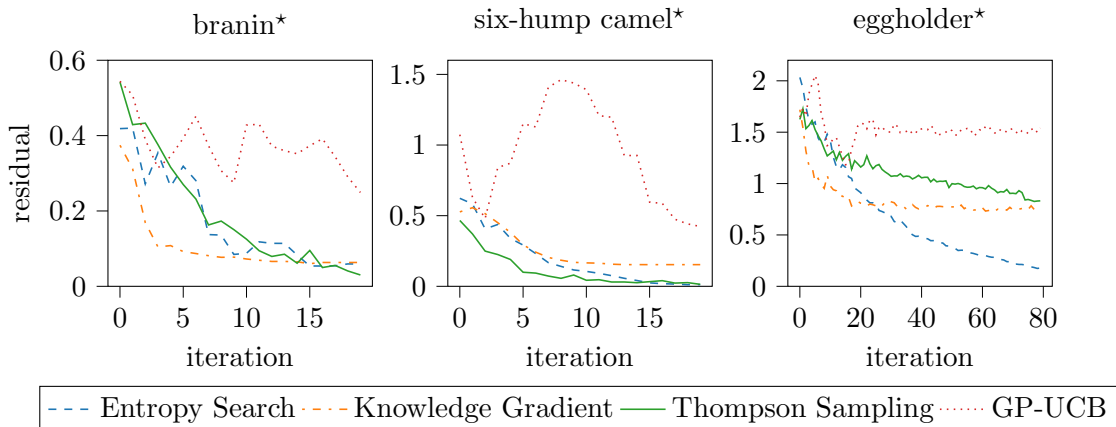 branin⋆
six-hump camel⋆
eggholder⋆
residual
0.6
0.4
0.2
0
0
5
10
15
iteration
1.5
1
0.5
0
0
5
10
15
iteration
2
1.5
1
0.5
0
0
20
40
60
80
iteration
Entropy Search
Knowledge Gradient
Thompson Sampling
GP-UCB